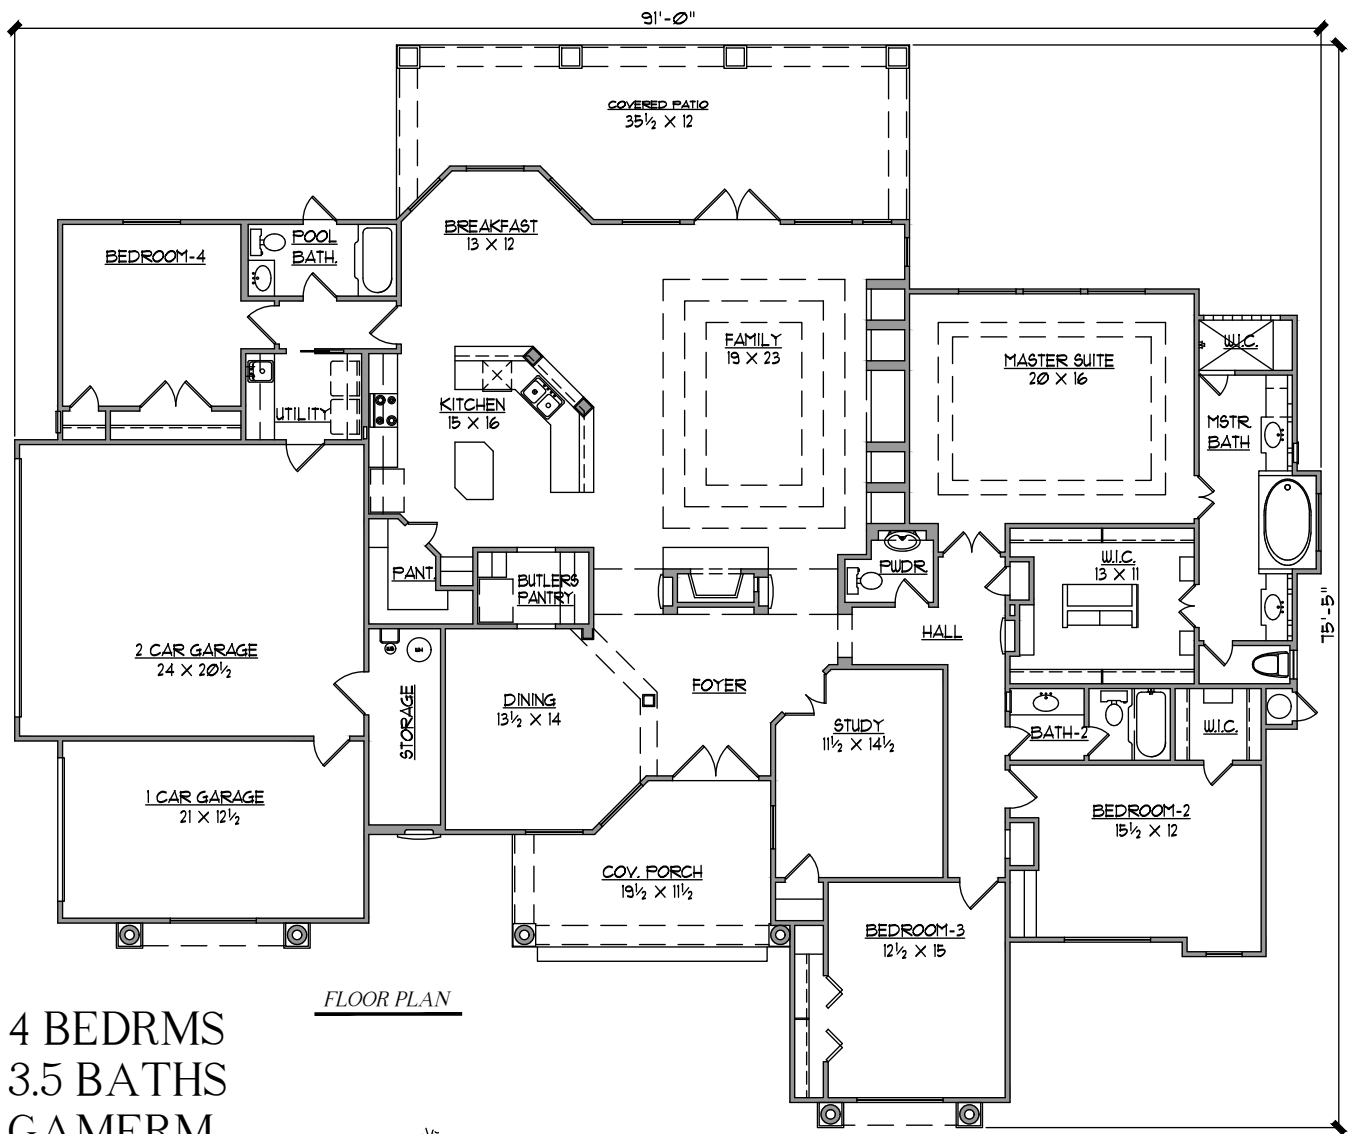 91'-0"
COVERED PATIO
35½ X 12
BREAKFAST
13 X 12
POOL
BATH.
BEDROOM-4
FAMILY
19 X 23
MASTER SUITE
20 X 16
W.I.C.
KITCHEN
15 X 16
UTILITY
MSTR
BATH
PANT.
BUTLERS
PANTRY
PWDR.
W.I.C.
13 X 11
75'-5"
HALL
2 CAR GARAGE
24 X 20½
STORAGE
DINING
13½ X 14
FOYER
STUDY
11½ X 14½
BATH-2
W.I.C.
1 CAR GARAGE
21 X 12½
BEDROOM-2
15½ X 12
COV. PORCH
19½ X 11½
BEDROOM-3
12½ X 15
FLOOR PLAN
4 BEDRMS
3.5 BATHS
GAMERM